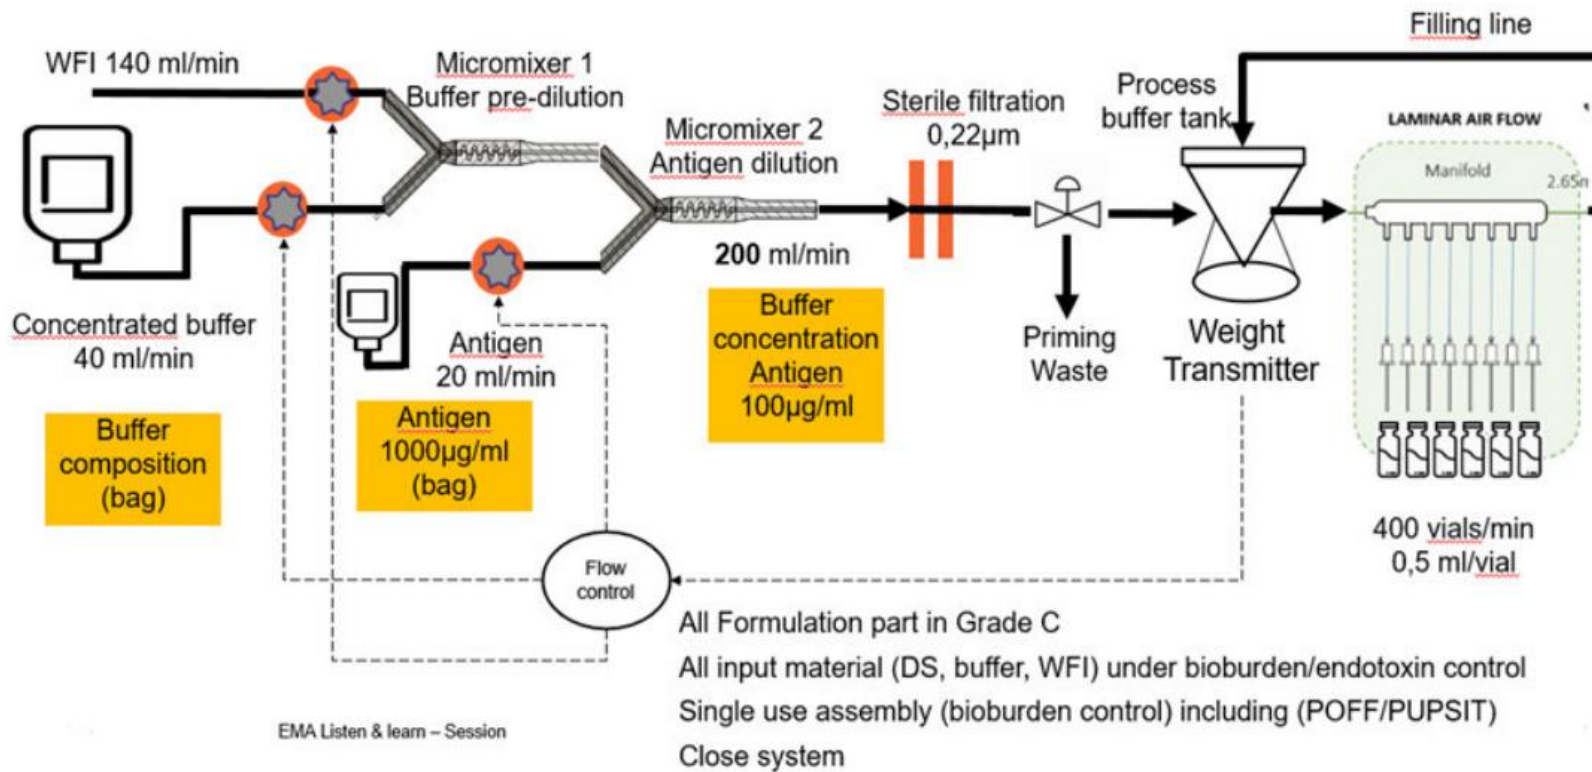 Filling line
WFI 140 ml/min
Micromixer 1
Buffer pre-dilution
Process
buffer tank
Sterile filtration
0,22µm
LAMINAR AIR FLOW
Micromixer 2
Antigen dilution
Manifold
200 ml/min
Concentrated buffer
40 ml/min
Antigen
20 ml/min
Buffer
concentration
Antigen
100µg/ml
Priming
Waste
Weight
Transmitter
Buffer
composition
(bag)
Antigen
1000µg/ml
(bag)
400 vials/min
0,5 ml/vial
Flow
control
All Formulation part in Grade C
All input material (DS, buffer, WFI) under bioburden/endotoxin control
Single use assembly (bioburden control) including (POFF/PUPSIT)
Close system
EMA Listen & learn – Session